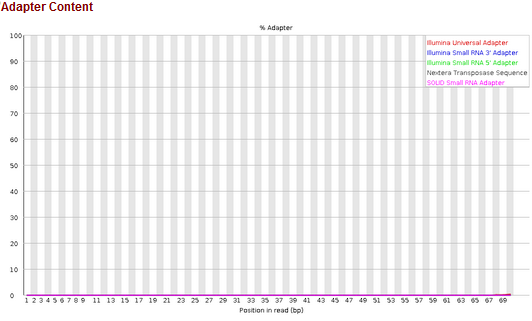 Adapter Content
% Adapter
100
90
80
70
60
50
40
30
20
10
0
Illumina Universal Adapter
Illumina Small RNA 3' Adapter
Illumina Small RNA 5' Adapter
Nextera Transposase Sequence
SOLID Small RNA Adapter
1 2 3 4 5 6 7 8 9 11 13 15 17 19 21 23 25 27 29 31 33 35 37 39 41 43 45 47 49 51 53 55 57 59 61 63 65 67 69
Position in read (bp)